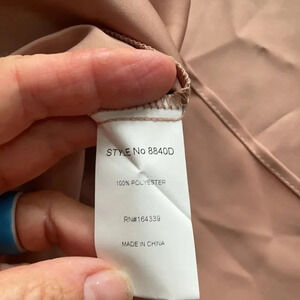 STYLE No 8840D
100% POLYESTER
RN#164339
MADE IN CHINA